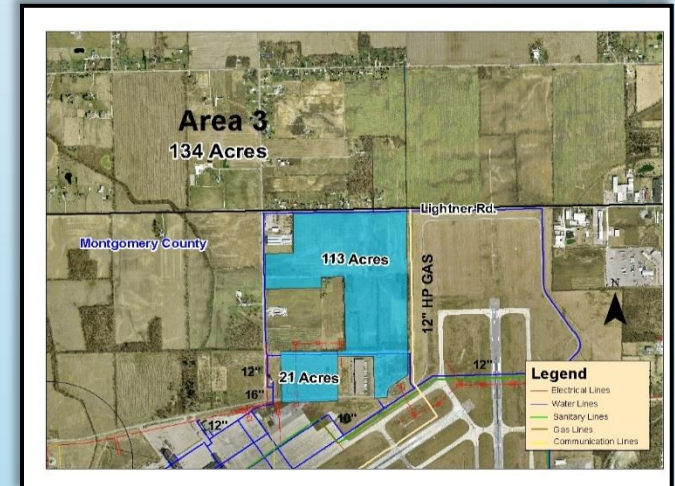 Area 3
134 Acres
Lightner Rd.
Montgomery County
113 Acres
12" HP GAS
N
12"
12"
21 Acres
16"
10"
12"
Legend
Electrical Lines
Water Lines
Sanitary Lines
Gas Lines
Communication Lines